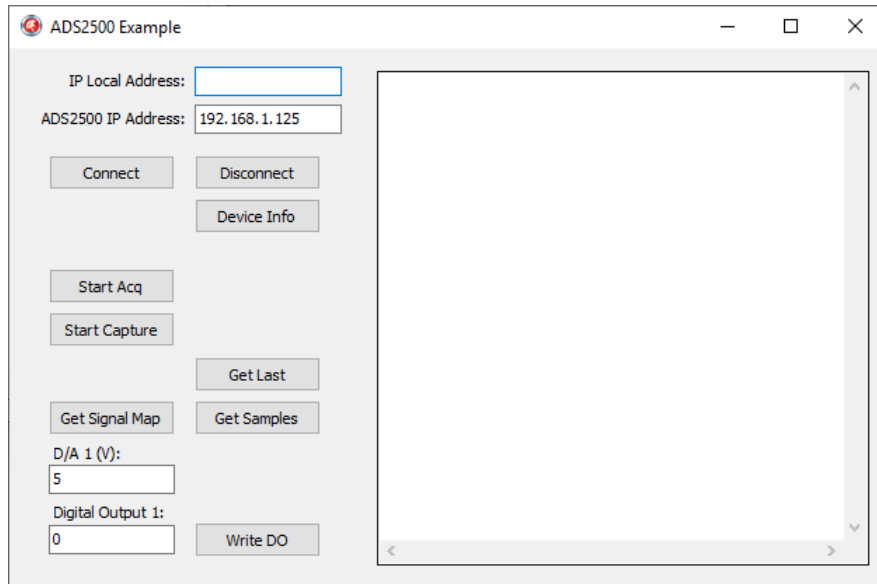 ADS2500 Example
IP Local Address:
ADS2500 IP Address: 192.168.1.125
Connect Disconnect
Device Info
Start Acq
Start Capture
Get Last
Get Signal Map Get Samples
D/A 1 (V):
5
Digital Output 1:
0 Write DO